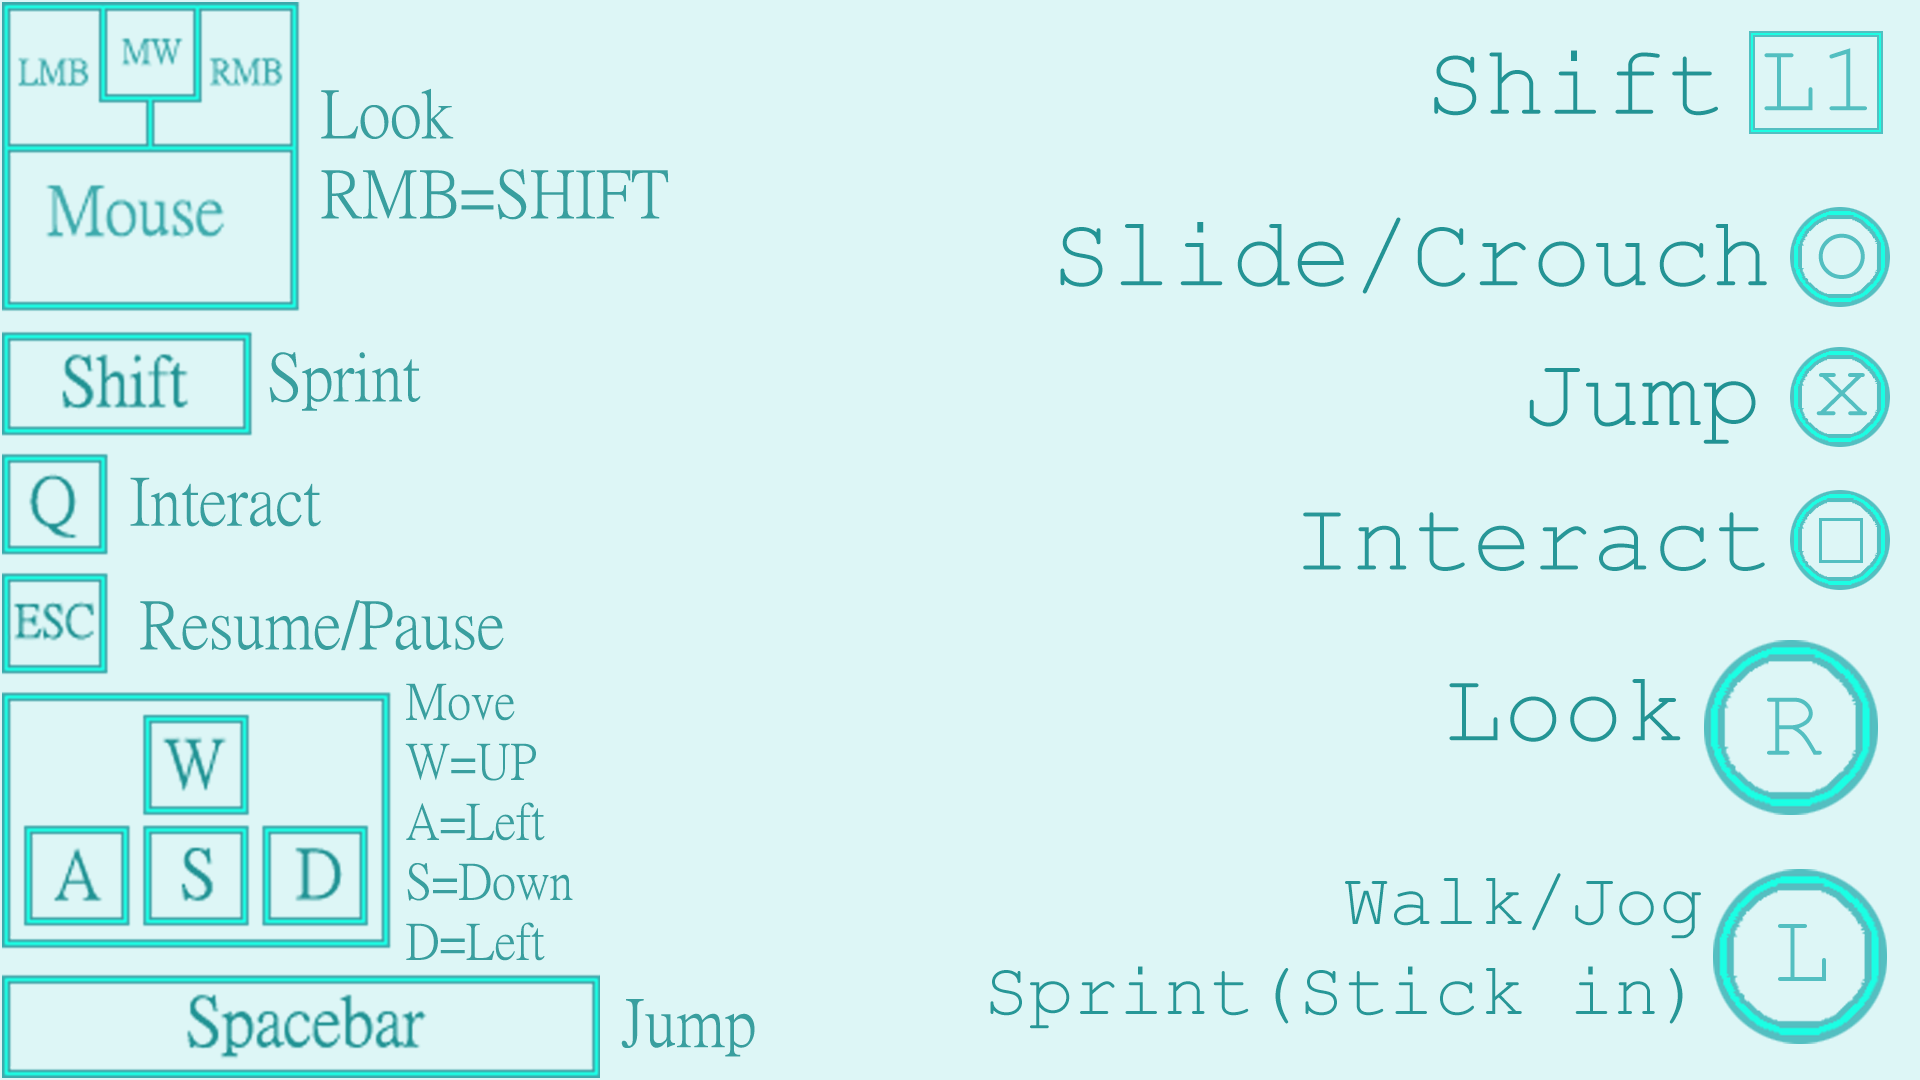 LMB MW RMB
Mouse
Look
RMB=SHIFT
Shift Sprint
Q Interact
ESC Resume/Pause
W
A S D
Move
W=UP
A=Left
S=Down
D=Left
Spacebar Jump
Shift L1
Slide/Crouch O
Jump X
Interact
Look R
Walk/Jog
Sprint(Stick in)
L